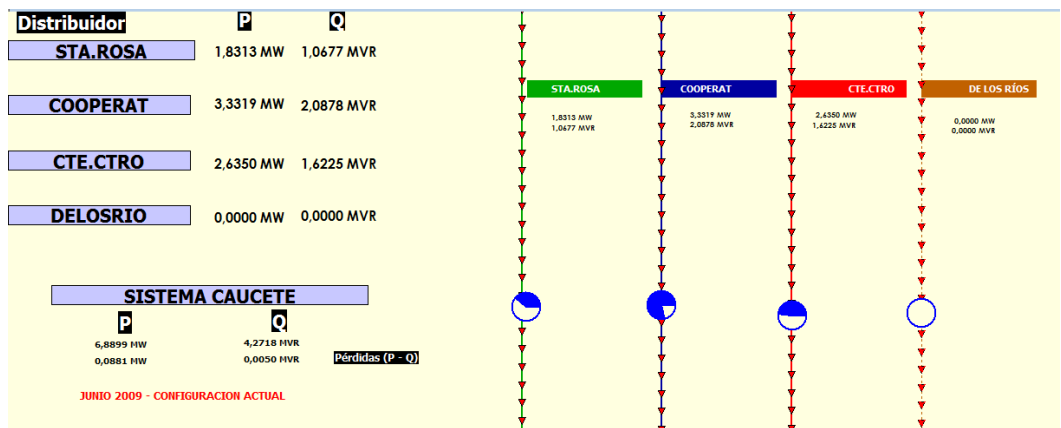 Distribuidor P Q
STA.ROSA 1,8313 MW 1,0677 MVR
COOPERAT 3,3319 MW 2,0878 MVR
CTE.CTRO 2,6350 MW 1,6225 MVR
DELOSRIO 0,0000 MW 0,0000 MVR
SISTEMA CAUCETE
P Q
6,8899 MW 4,2718 MVR
0,0881 MW 0,0050 MVR Pérdidas (P - Q)
JUNIO 2009 - CONFIGURACION ACTUAL
STA.ROSA COOPERAT CTE.CTRO DE LOS RÍOS
1,8313 MW 3,3319 MW 2,6350 MW 0,0000 MW
1,0677 MVR 2,0878 MVR 1,6225 MVR 0,0000 MVR